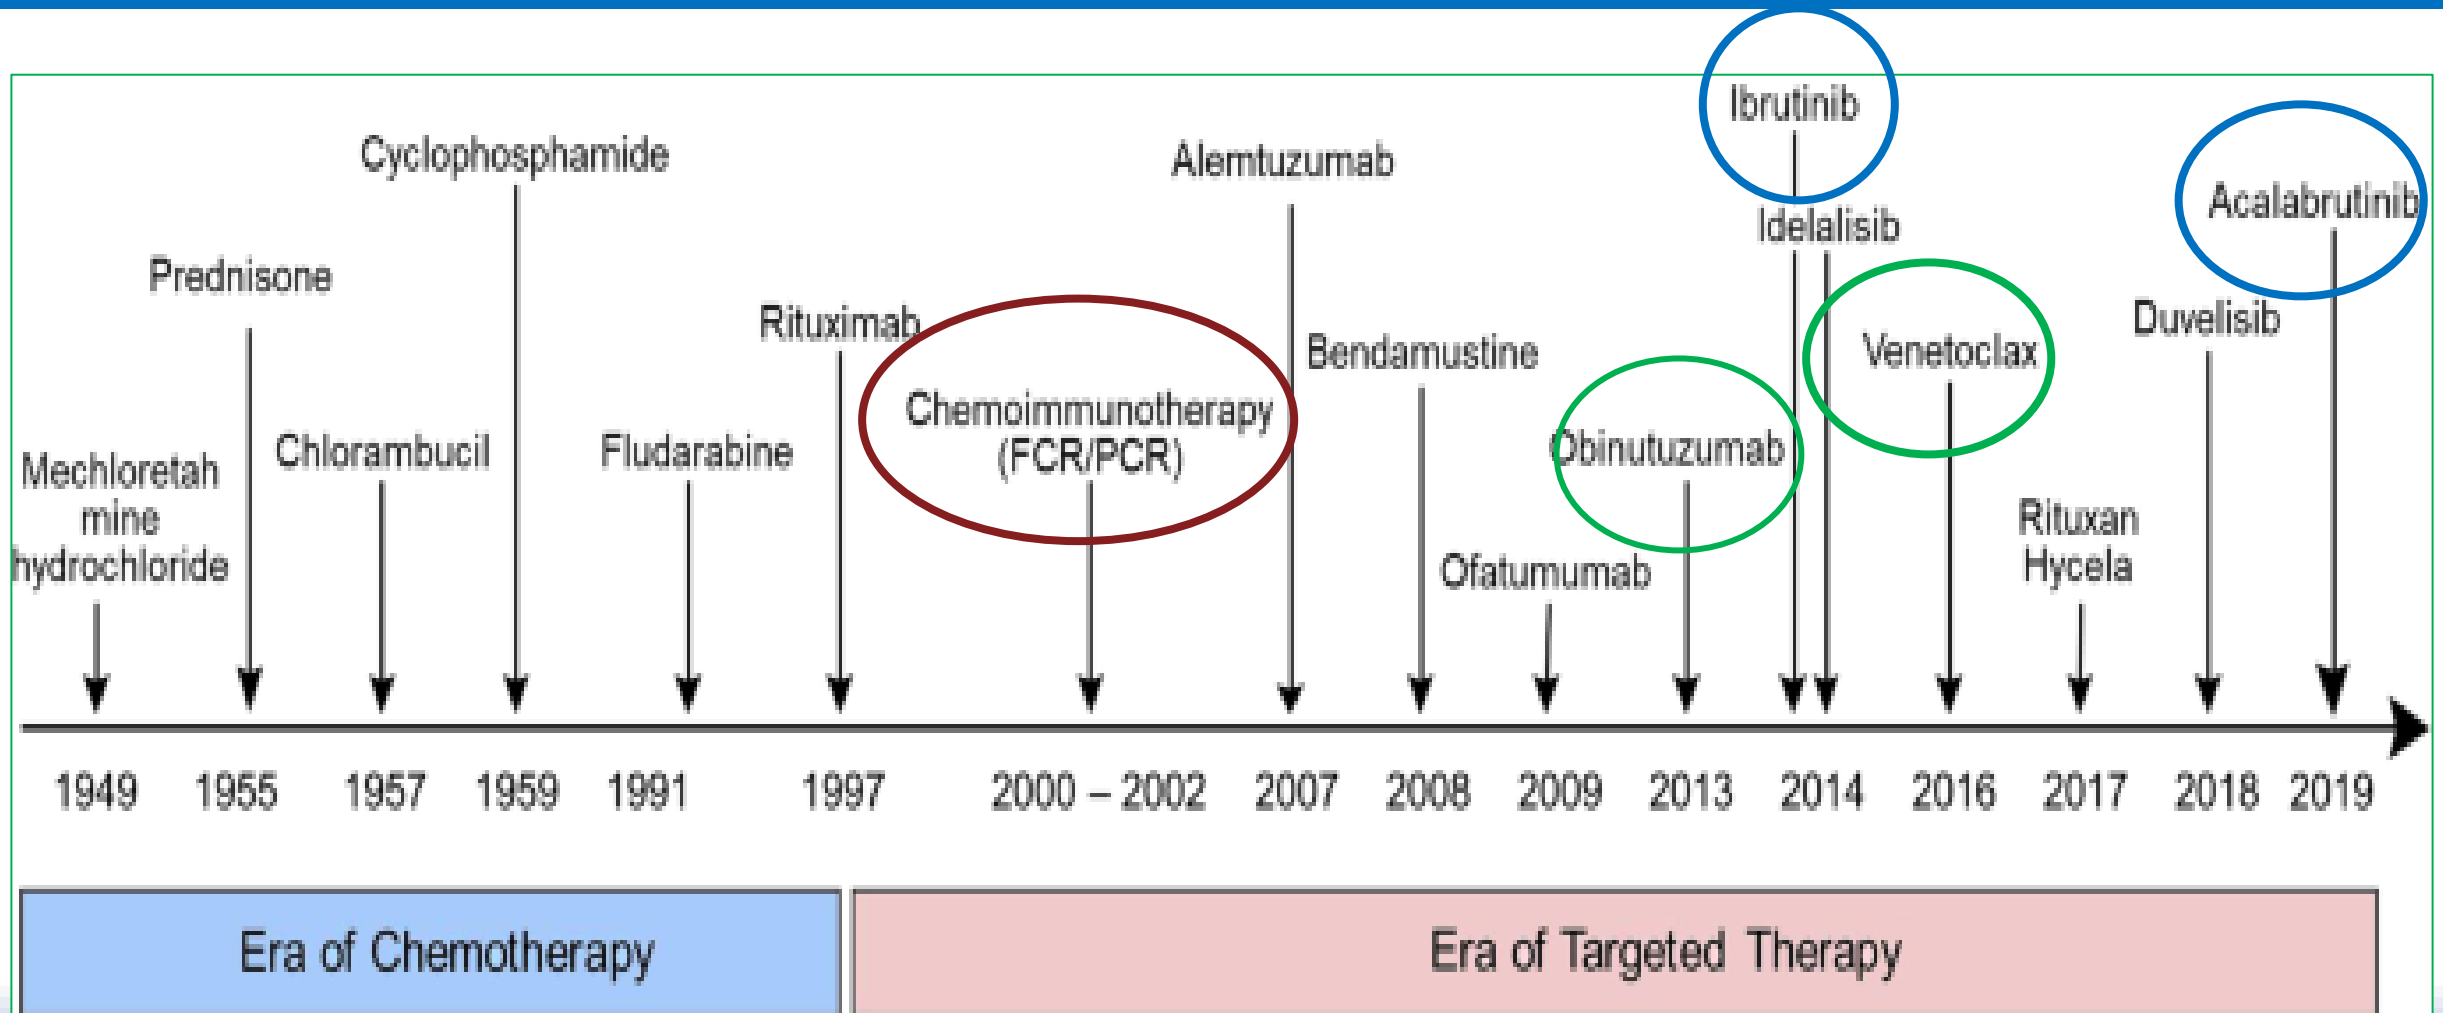 Ibrutinib
Cyclophosphamide
Alemtuzumab
Acalabrutinib
Idelalisib
Prednisone
Rituximab
Duvelisib
Bendamustine
Venetoclax
Chemoimmunotherapy
(FCR/PCR)
Chlorambucil
Fludarabine
Obinutuzumab
Mechloretah
mine
hydrochloride
Rituxan
Hycela
Ofatumumab
1949 1955 1957 1959 1991 1997 2000 – 2002 2007 2008 2009 2013 2014 2016 2017 2018 2019
Era of Chemotherapy
Era of Targeted Therapy